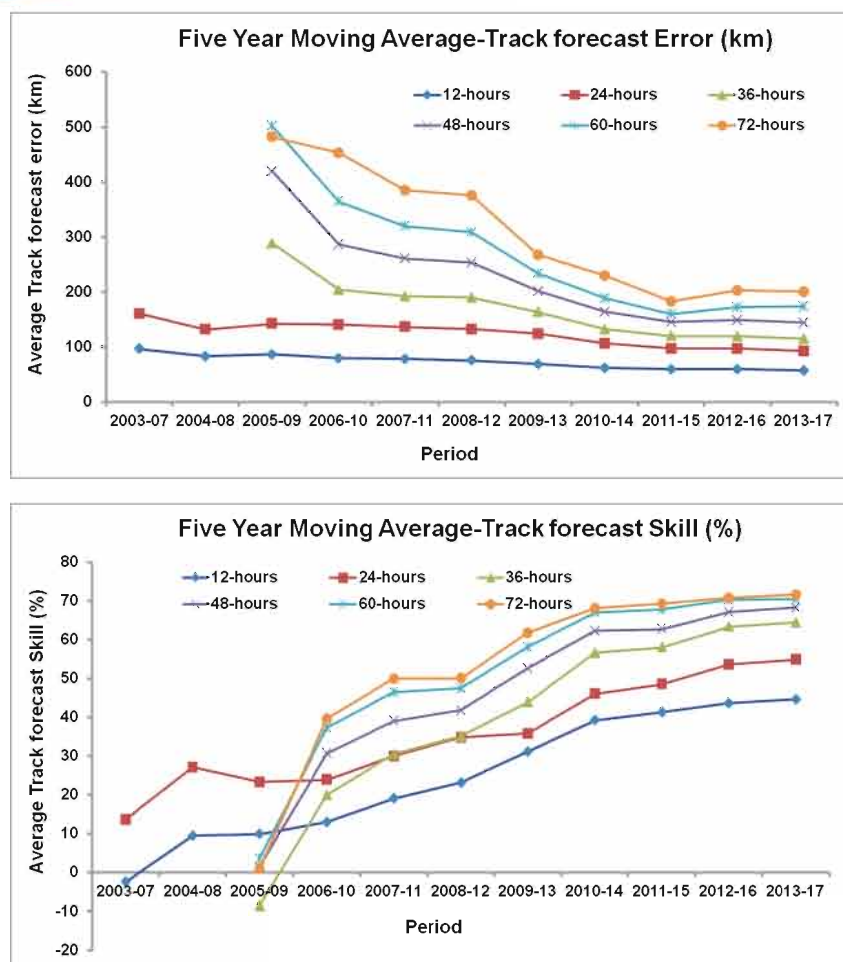 Five Year Moving Average-Track forecast Error (km)
600
500
400
300
200
100
0
Average Track forecast error (km)
12-hours 24-hours 36-hours
48-hours 60-hours 72-hours
2003-07 2004-08 2005-09 2006-10 2007-11 2008-12 2009-13 2010-14 2011-15 2012-16 2013-17
Period
Five Year Moving Average-Track forecast Skill (%)
80
70
60
50
40
30
20
10
0
-10
-20
Average Track forecast Skill (%)
12-hours 24-hours 36-hours
48-hours 60-hours 72-hours
2003-07 2004-08 2005-09 2006-10 2007-11 2008-12 2009-13 2010-14 2011-15 2012-16 2013-17
Period